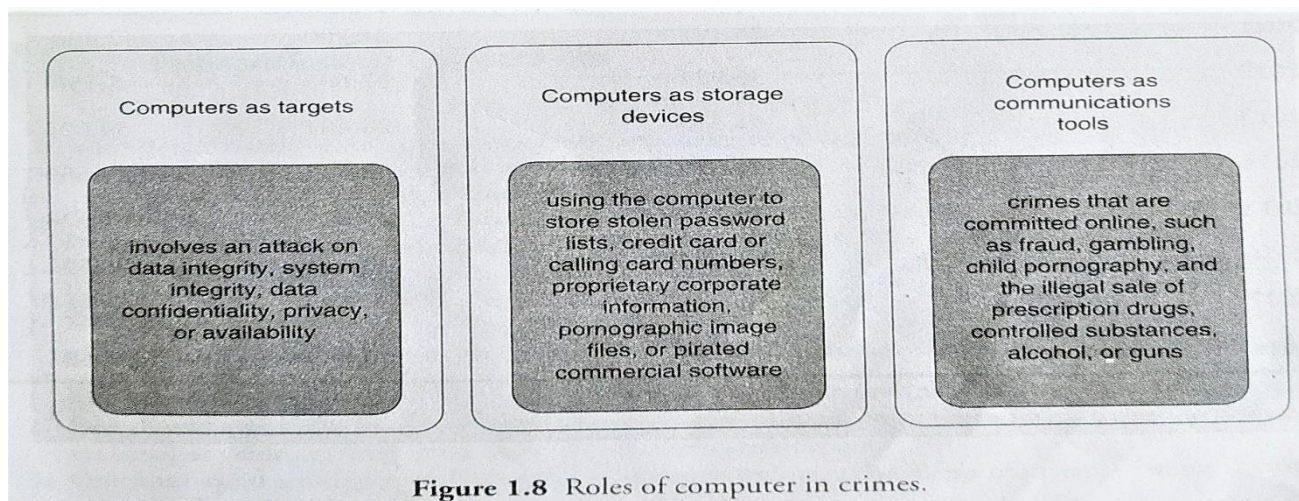 Computers as targets
involves an attack on
data integrity, system
integrity, data
confidentiality, privacy,
or availability
Computers as storage
devices
using the computer to
store stolen password
lists, credit card or
calling card numbers,
proprietary corporate
information,
pornographic image
files, or pirated
commercial software
Computers as
communications
tools
crimes that are
committed online, such
as fraud, gambling,
child pornography, and
the illegal sale of
prescription drugs,
controlled substances,
alcohol, or guns
Figure 1.8 Roles of computer in crimes.